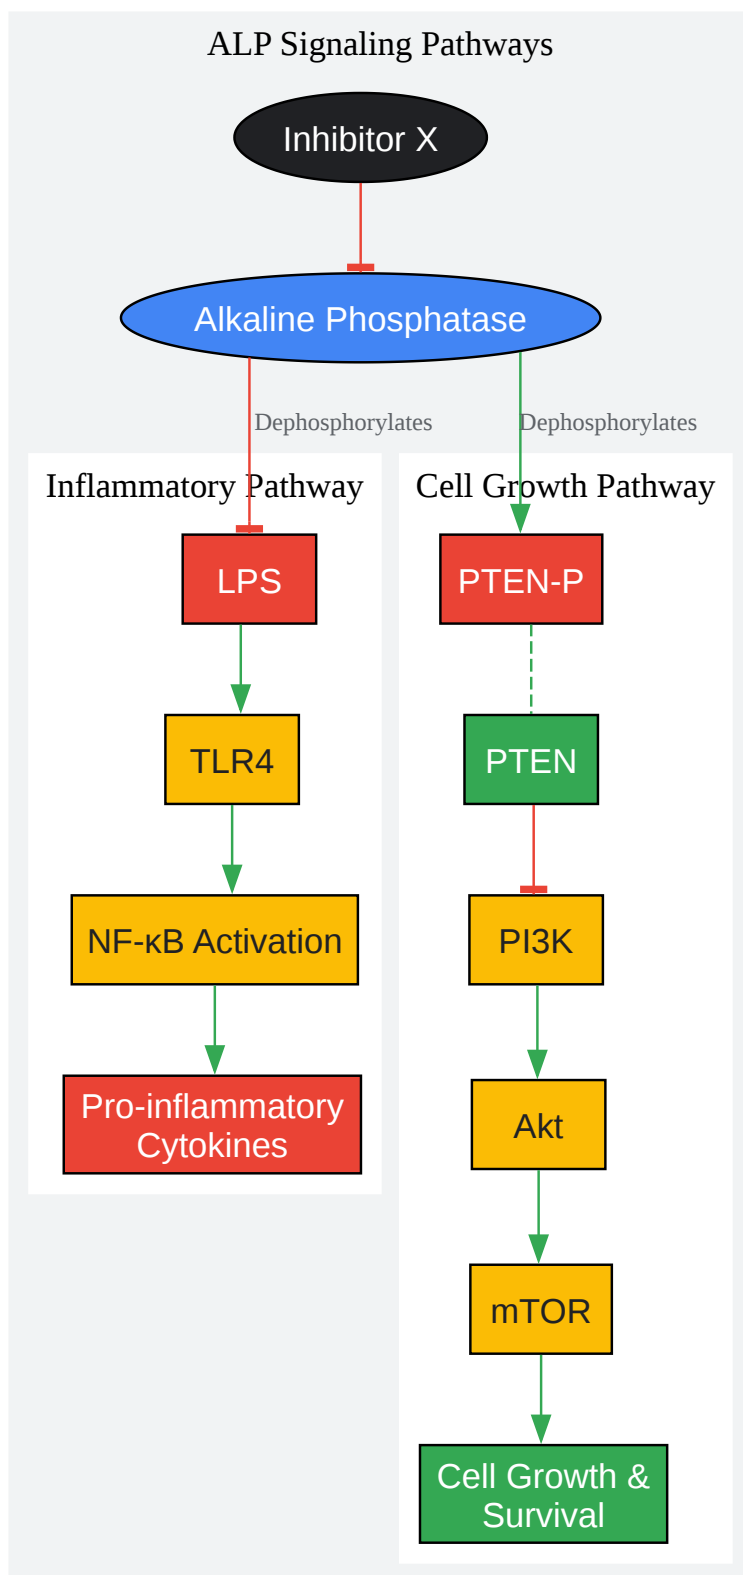 ALP Signaling Pathways
Inhibitor X
Alkaline Phosphatase
Dephosphorylates
Dephosphorylates
Inflammatory Pathway
LPS
TLR4
NF-κB Activation
Pro-inflammatory
Cytokines
Cell Growth Pathway
PTEN-P
PTEN
PI3K
Akt
mTOR
Cell Growth &
Survival